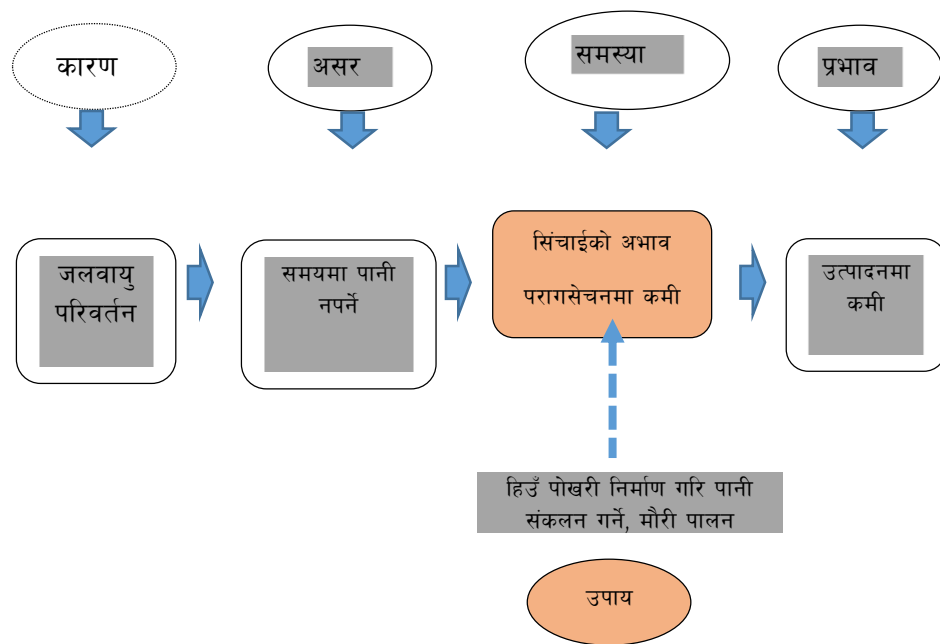 कारण
असर
समस्या
प्रभाव
जलवायु
परिवर्तन
समयमा पानी
नपर्ने
सिंचाईको अभाव
परागसेचनमा कमी
उत्पादनमा
कमी
हिउँ पोखरी निर्माण गरि पानी
संकलन गर्ने, मौरी पालन
उपाय